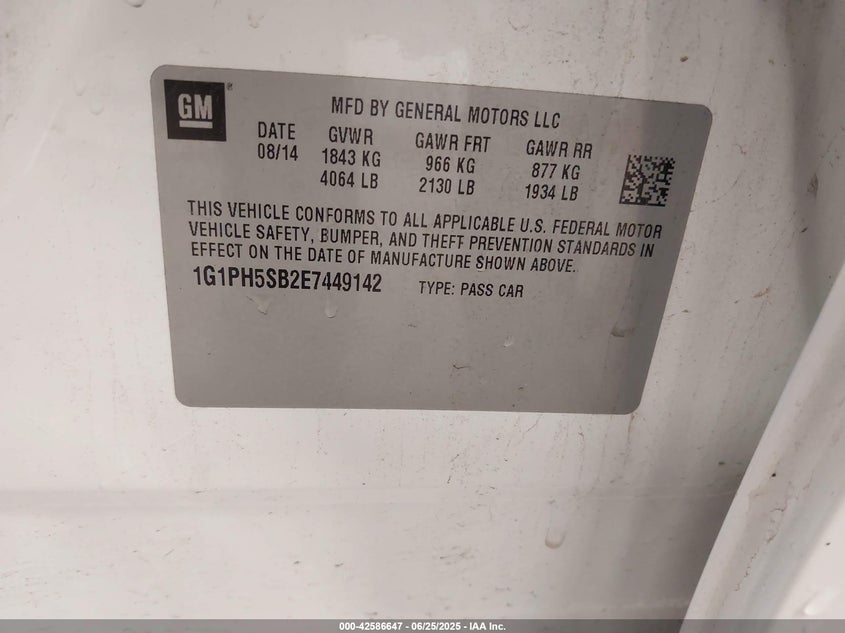 GM®
MFD BY GENERAL MOTORS LLC
DATE GVWR GAWR FRT GAWR RR
08/14 1843 KG 966 KG 877 KG
4064 LB 2130 LB 1934 LB
THIS VEHICLE CONFORMS TO ALL APPLICABLE U.S. FEDERAL MOTOR
VEHICLE SAFETY, BUMPER, AND THEFT PREVENTION STANDARDS IN
EFFECT ON THE DATE OF MANUFACTURE SHOWN ABOVE.
1G1PH5SB2E7449142 TYPE: PASS CAR
000-42586647 - 06/25/2025 - IAA Inc.